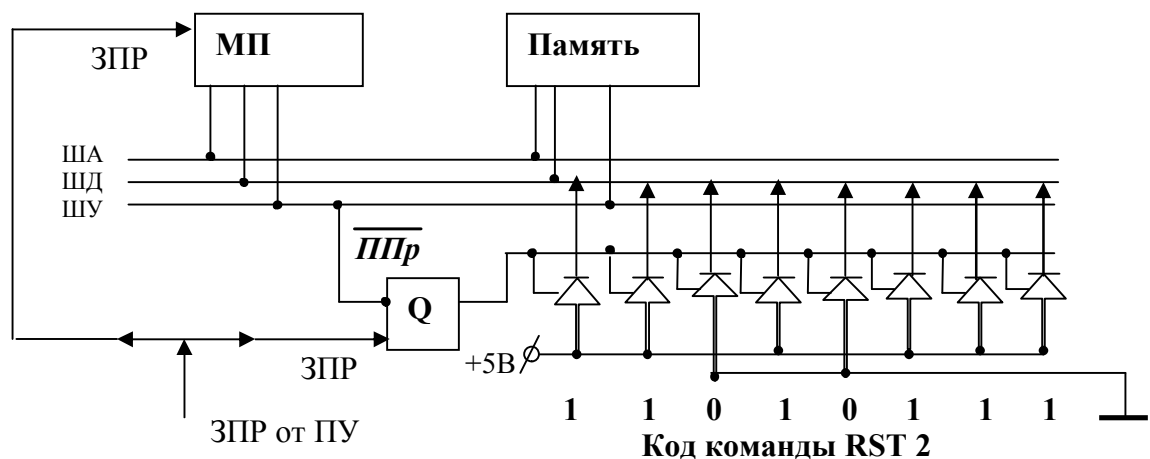 ЗПР
МП
Память
ША
ШД
ШУ
ППр
Q
+5В
ЗПР
ЗПР от ПУ
1 1 0 1 0 1 1 1
Код команды RST 2